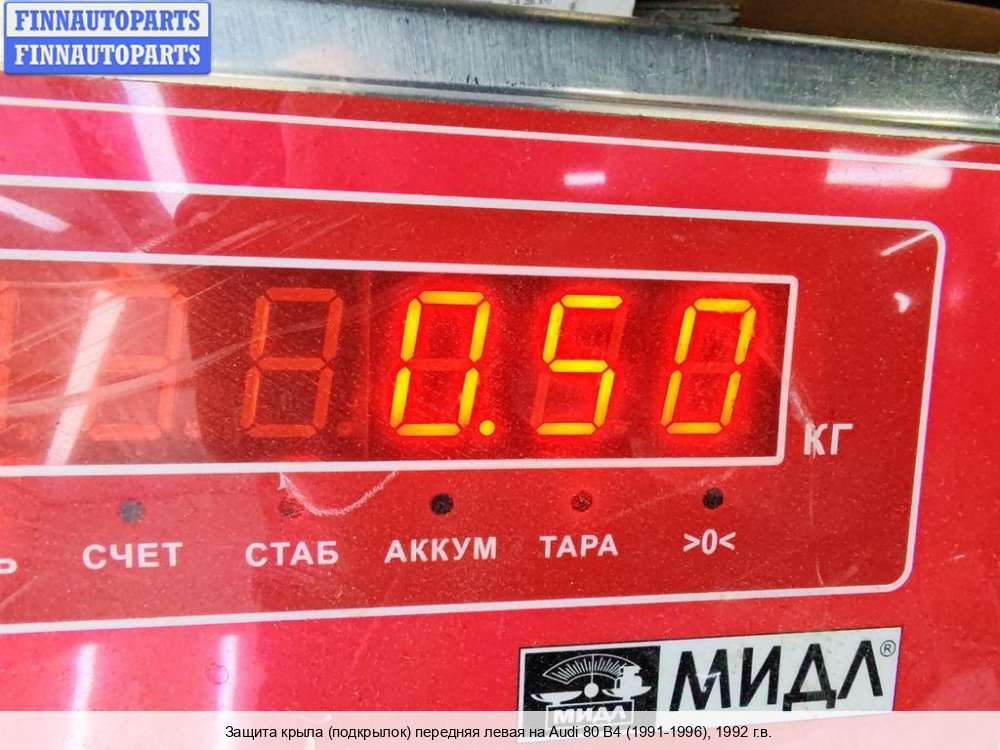 FINNAUTOPARTS
FINNAUTOPARTS
0.50
КГ
Ь СЧЕТ СТАБ АККУМ ТАРА >0<
МИДЛ®
МИДЛ
Защита крыла (подкрылок) передняя левая на Audi 80 B4 (1991-1996), 1992 г.в.